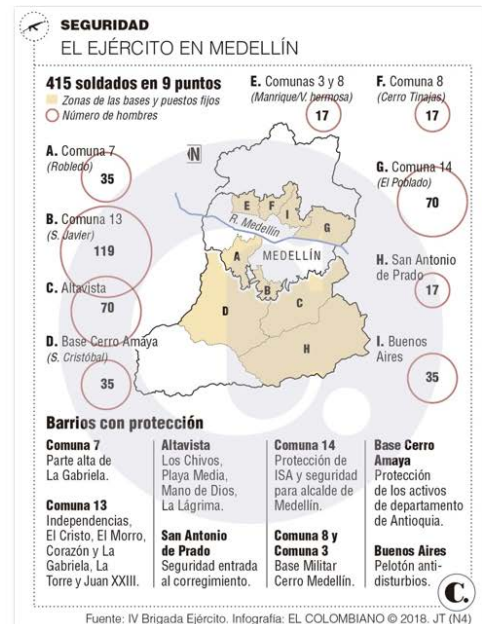 SEGURIDAD
EL EJÉRCITO EN MEDELLÍN
415 soldados en 9 puntos
Zonas de las bases y puestos fijos
Número de hombres
A. Comuna 7
(Robledo)
35
B. Comuna 13
(S. Javier)
119
C. Altavista
70
D. Base Cerro Amaya
(S. Cristóbal)
35
E. Comunas 3 y 8
(Manrique/V. hermosa)
17
F. Comuna 8
(Cerro Tinajas)
17
G. Comuna 14
(El Poblado)
70
H. San Antonio
de Prado
17
I. Buenos
Aires
35
N
E
F
I
G
R. Medellín
A
MEDELLÍN
B
C
D
H
Barrios con protección
Comuna 7
Parte alta de
La Gabriela.
Comuna 13
Independencias,
El Cristo, El Morro,
Corazón y La
Gabriela, La
Torre y Juan XXIII.
Altavista
Los Chivos,
Playa Media,
Mano de Dios,
La Lágrima.
San Antonio
de Prado
Seguridad entrada
al corregimiento.
Comuna 14
Protección de
ISA y seguridad
para alcalde de
Medellín.
Comuna 8 y
Comuna 3
Base Militar
Cerro Medellín.
Base Cerro
Amaya
Protección
de los activos
de departamento
de Antioquia.
Buenos Aires
Pelotón anti-
disturbios.
C.
Fuente: IV Brigada Ejército. Infografía: EL COLOMBIANO © 2018. JT (N4)